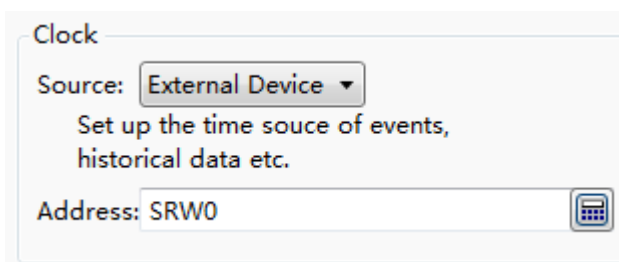 Clock
Source: External Device
Set up the time souce of events,
historical data etc.
Address: SRW0